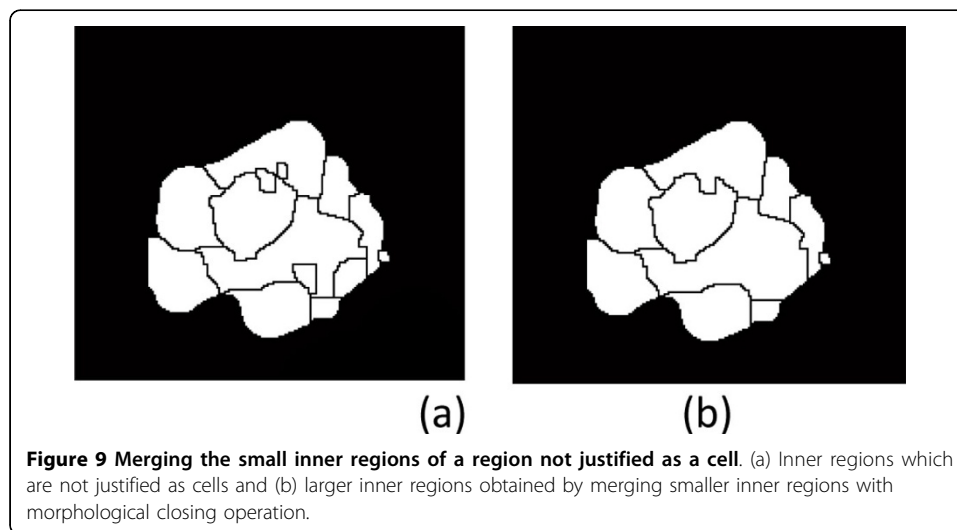 (a) (b)
Figure 9 Merging the small inner regions of a region not justified as a cell. (a) Inner regions which
are not justified as cells and (b) larger inner regions obtained by merging smaller inner regions with
morphological closing operation.